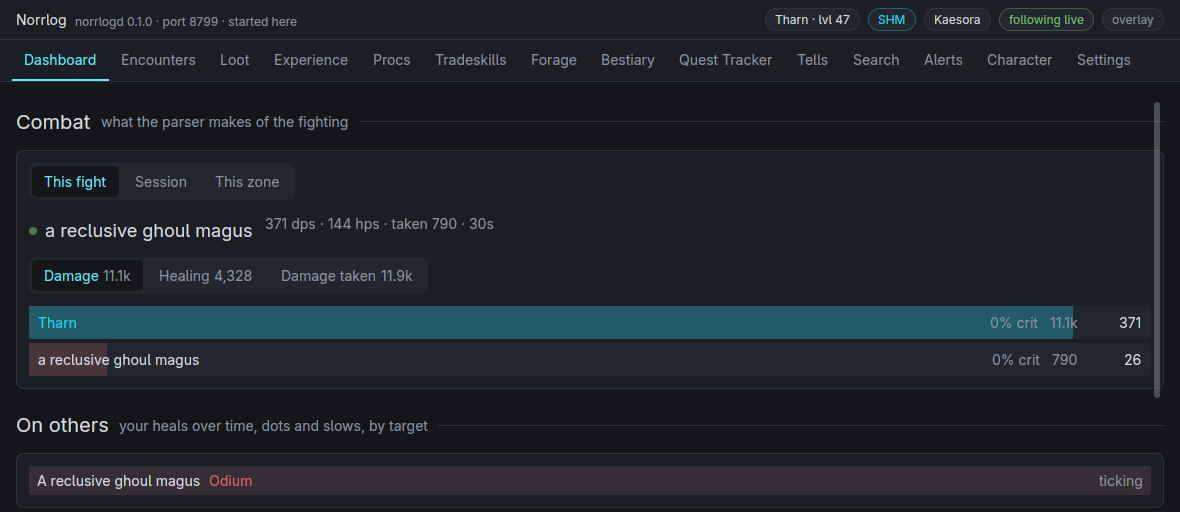 Norrlog norrlogd 0.1.0 · port 8799 · started here Tharn · lvl 47 SHM Kaesora following live overlay
Dashboard Encounters Loot Experience Procs Tradeskills Forage Bestiary Quest Tracker Tells Search Alerts Character Settings
Combat what the parser makes of the fighting
This fight Session This zone
a reclusive ghoul magus 371 dps · 144 hps · taken 790 · 30s
Damage 11.1k Healing 4,328 Damage taken 11.9k
Tharn 0% crit 11.1k 371
a reclusive ghoul magus 0% crit 790 26
On others your heals over time, dots and slows, by target
A reclusive ghoul magus Odium ticking